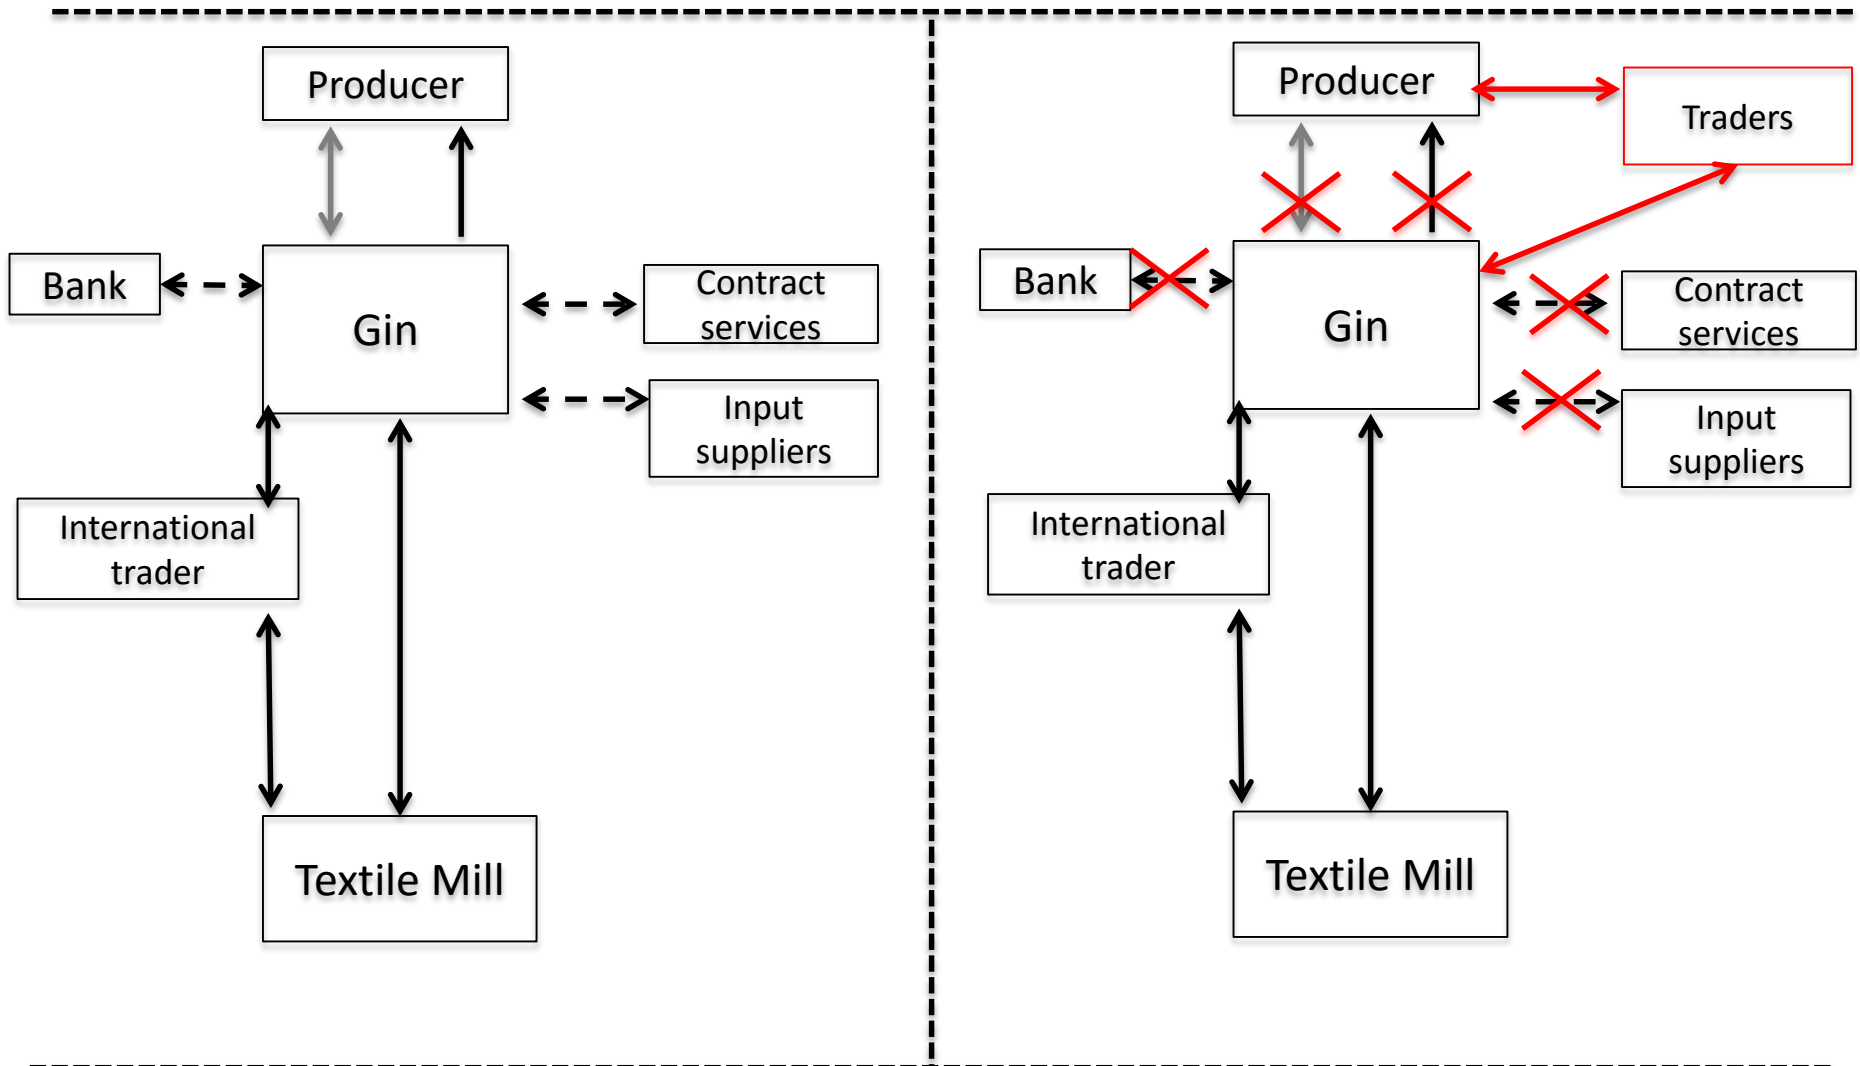 Producer
Bank
Gin
Contract
services
Input
suppliers
International
trader
Textile Mill
Producer
Traders
Bank
Gin
Contract
services
Input
suppliers
International
trader
Textile Mill